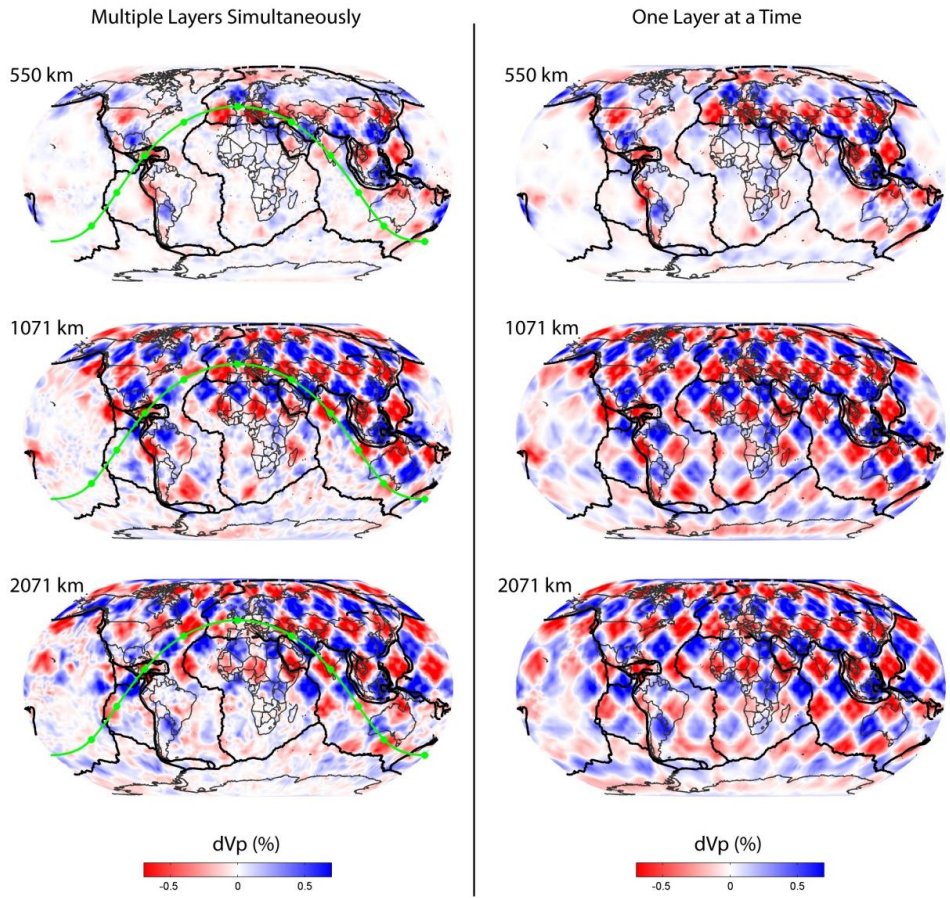 Multiple Layers Simultaneously
One Layer at a Time
550 km
550 km
1071 km
1071 km
2071 km
2071 km
dVp (%)
-0.5 0 0.5
dVp (%)
-0.5 0 0.5